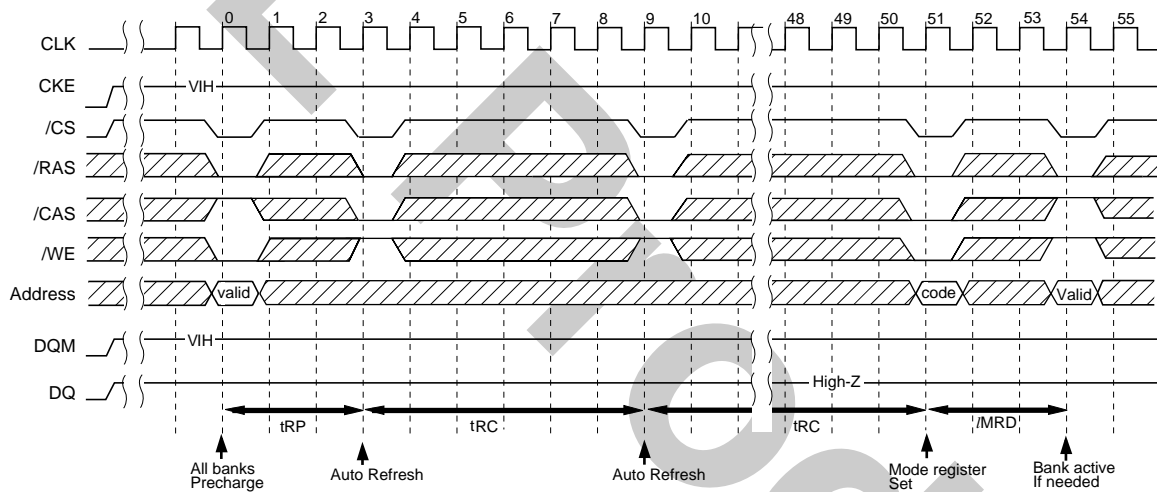 0 1 2 3 4 5 6 7 8 9 10 48 49 50 51 52 53 54 55
CLK
CKE VIH
/CS
/RAS
/CAS
/WE
Address valid code Valid
DQM VIH
DQ High-Z
tRP tRC tRC lMRD
All banks
Precharge
Auto Refresh
Auto Refresh
Mode register
Set
Bank active
If needed